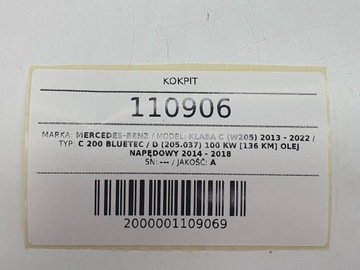 KOKPIT
110906
MARKA: MERCEDES-BENZ / MODEL: KLASA C (W205) 2013 - 2022 /
TYP: C 200 BLUETEC / D (205.037) 100 KW [136 KM] OLEJ
NAPĘDOWY 2014 - 2018
SN: --- / JAKOŚĆ: A
2000001109069